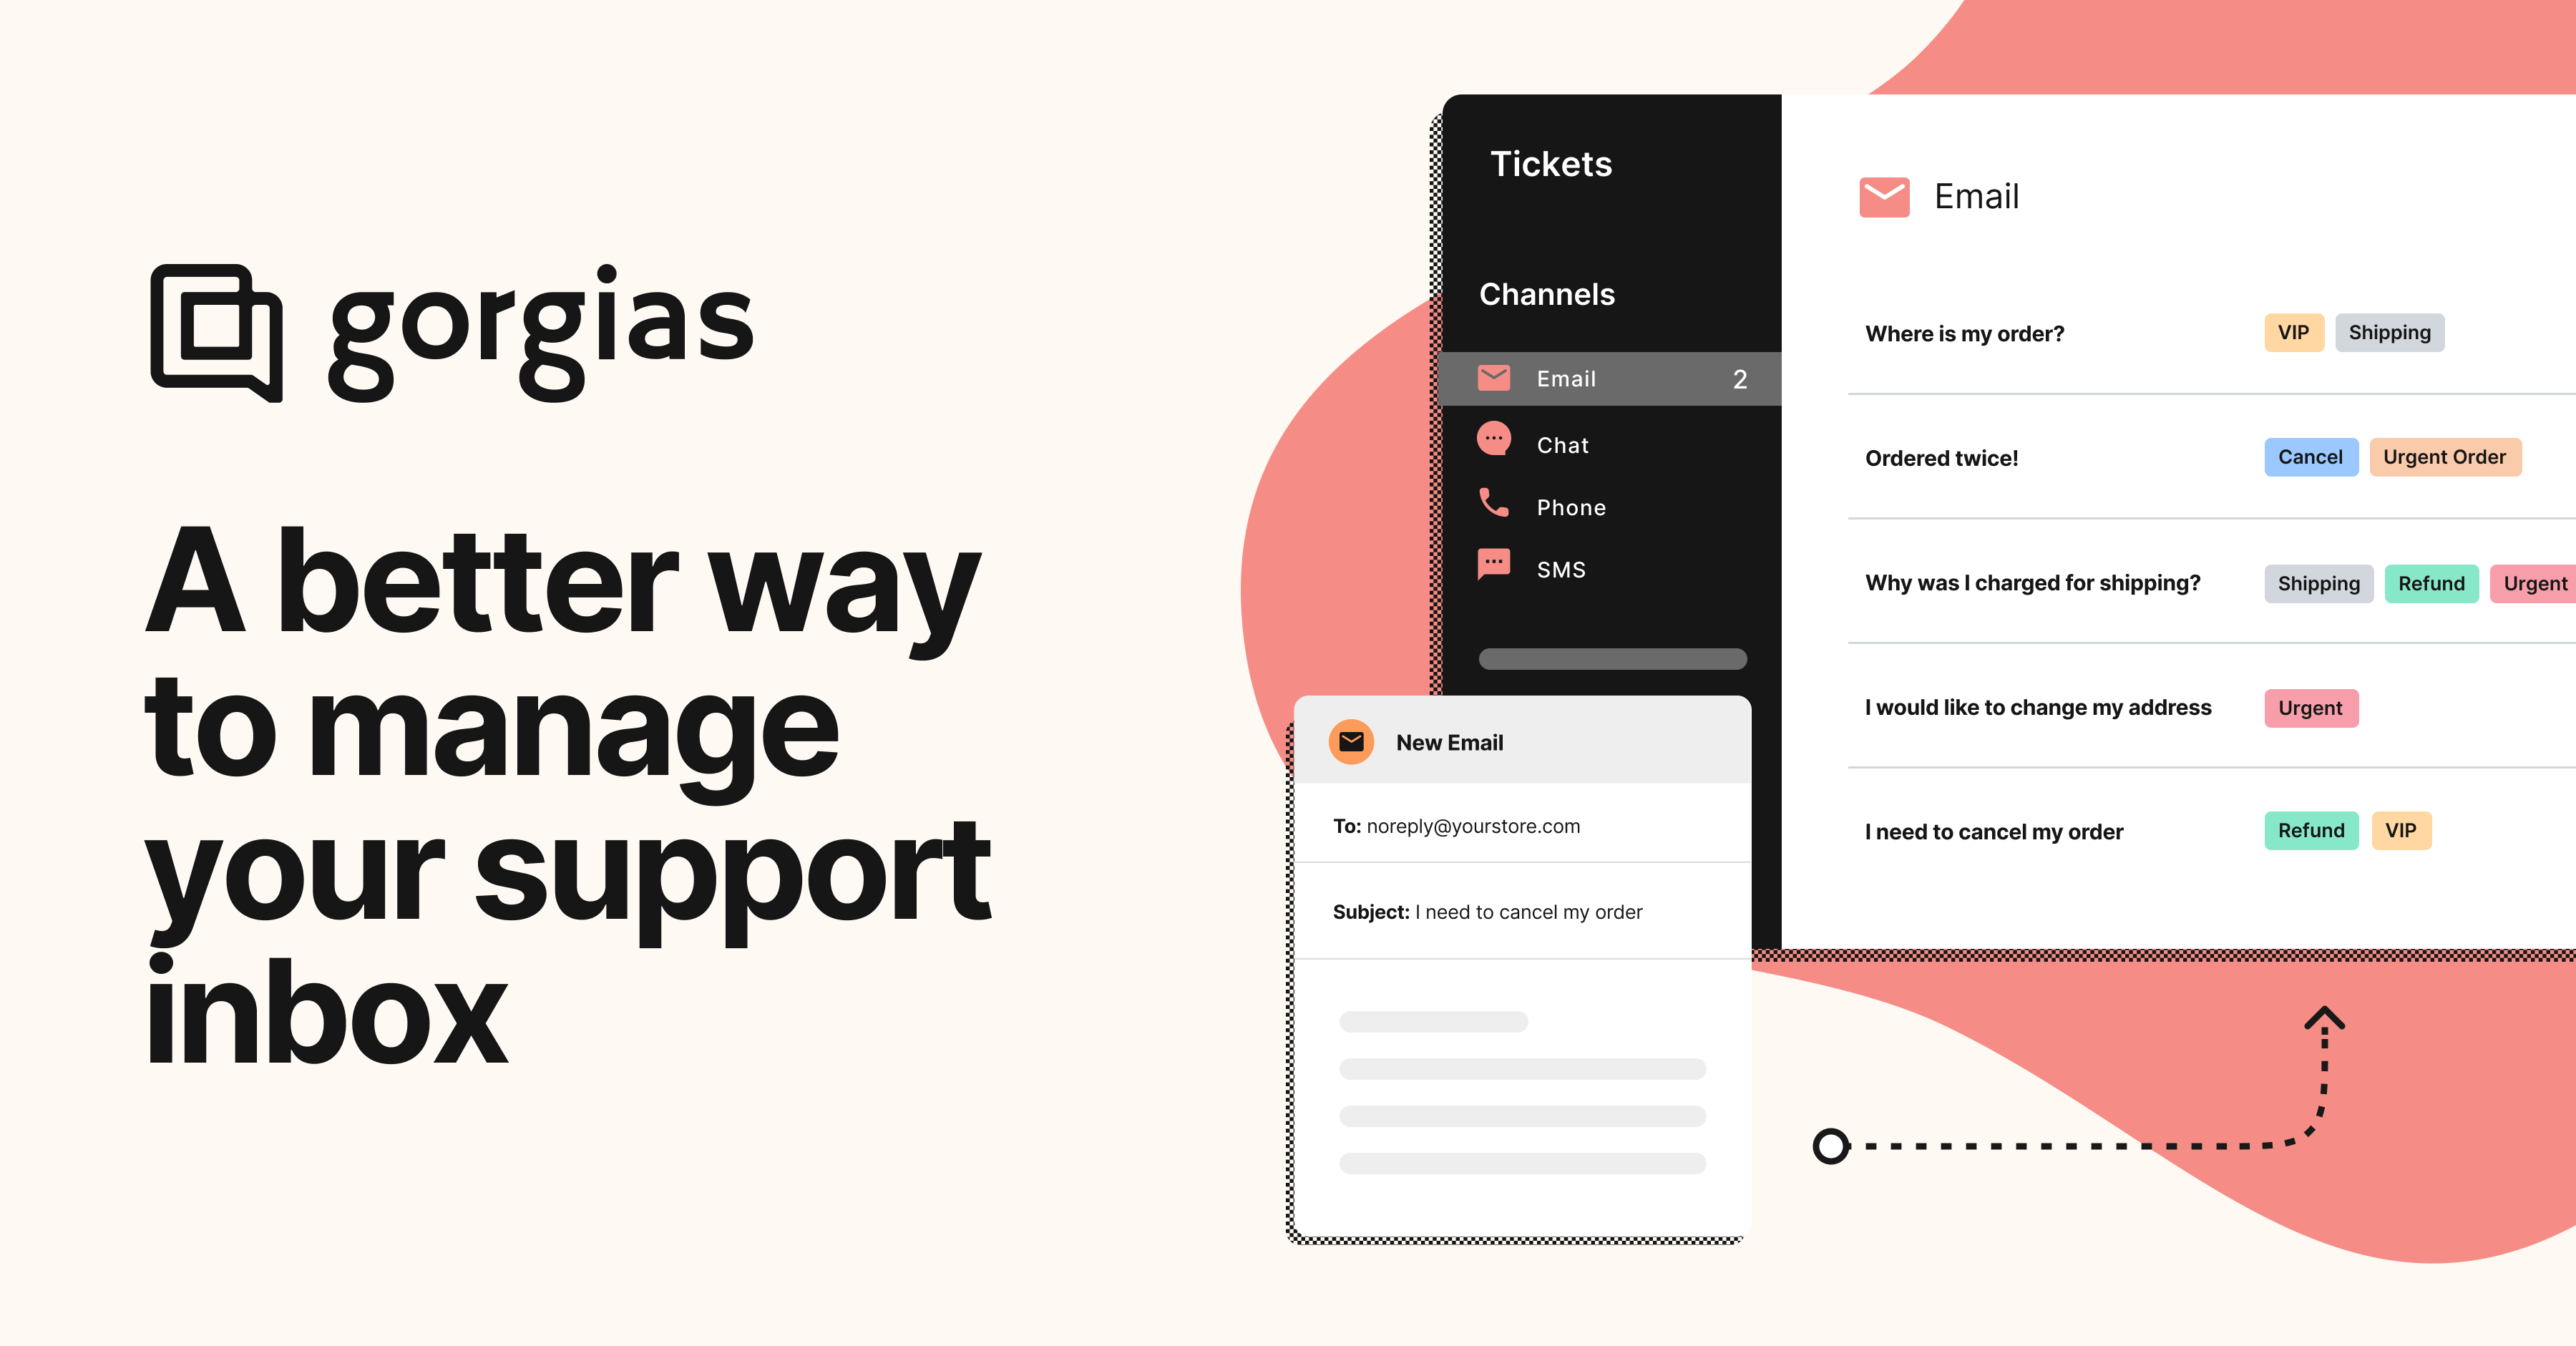 gorgias
A better way
to manage
your support
inbox
Tickets
Channels
Email 2
Chat
Phone
SMS
Email
Where is my order? VIP Shipping
Ordered twice! Cancel Urgent Order
Why was I charged for shipping? Shipping Refund Urgent
I would like to change my address Urgent
I need to cancel my order Refund VIP
New Email
To: noreply@yourstore.com
Subject: I need to cancel my order